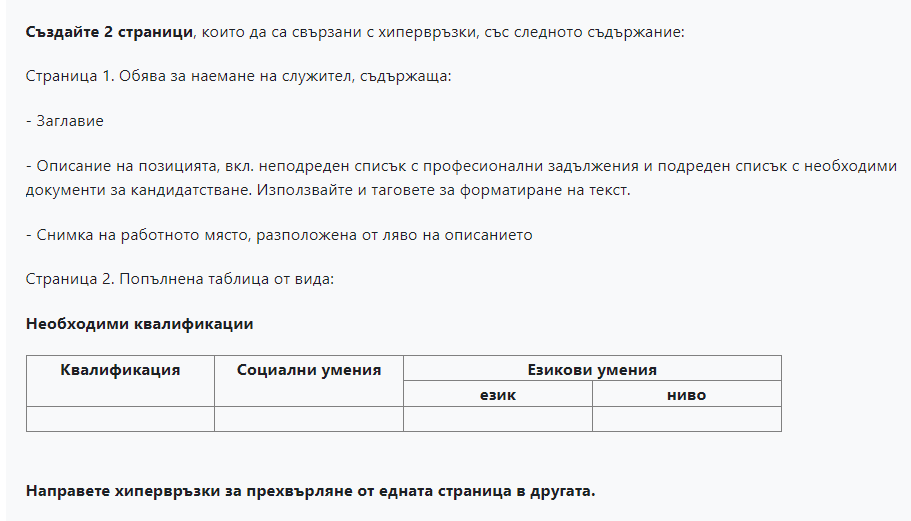 Създайте 2 страници, които да са свързани с хипервръзки, със следното съдържание:
Страница 1. Обява за наемане на служител, съдържаща:
- Заглавие
- Описание на позицията, вкл. неподреден списък с професионални задължения и подреден списък с необходими
документи за кандидатстване. Използвайте и таговете за форматиране на текст.
- Снимка на работното място, разположена от ляво на описанието
Страница 2. Попълнена таблица от вида:
Необходими квалификации
Квалификация Социални умения Езикови умения
език ниво
Направете хипервръзки за прехвърляне от едната страница в другата.